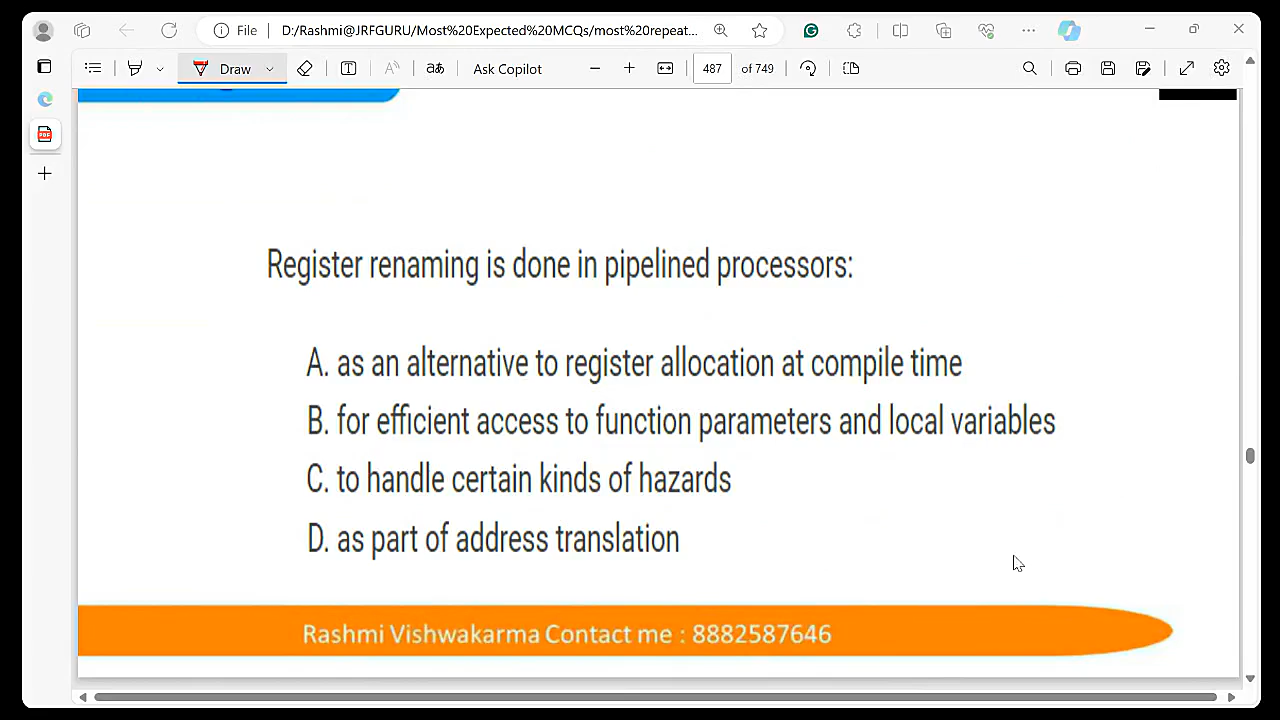 File
D:/Rashmi@JRFGURU/Most%20Expected%20MCQs/most%20repeat...
Draw
Ask Copilot
487 of 749
Register renaming is done in pipelined processors:
A. as an alternative to register allocation at compile time
B. for efficient access to function parameters and local variables
C. to handle certain kinds of hazards
D. as part of address translation
Rashmi Vishwakarma Contact me : 8882587646